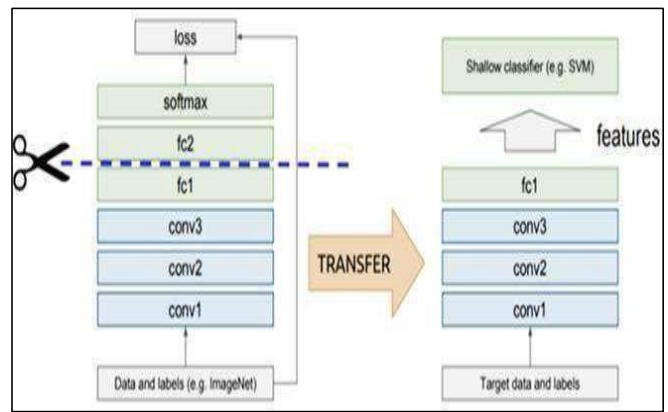 loss
softmax
fc2
fc1
conv3
conv2
conv1
Data and labels (e.g. ImageNet)
TRANSFER
Shallow classifier (e.g. SVM)
features
fc1
conv3
conv2
conv1
Target data and labels